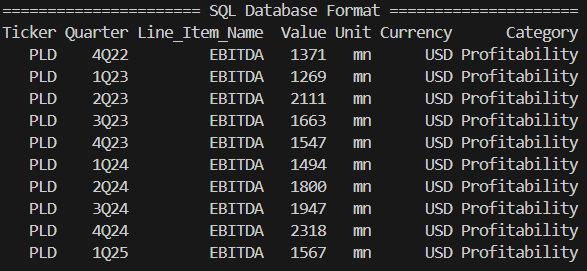 ======================= SQL Database Format =======================
Ticker Quarter Line_Item_Name Value Unit Currency Category
PLD 4Q22 EBITDA 1371 mn USD Profitability
PLD 1Q23 EBITDA 1269 mn USD Profitability
PLD 2Q23 EBITDA 2111 mn USD Profitability
PLD 3Q23 EBITDA 1663 mn USD Profitability
PLD 4Q23 EBITDA 1547 mn USD Profitability
PLD 1Q24 EBITDA 1494 mn USD Profitability
PLD 2Q24 EBITDA 1800 mn USD Profitability
PLD 3Q24 EBITDA 1947 mn USD Profitability
PLD 4Q24 EBITDA 2318 mn USD Profitability
PLD 1Q25 EBITDA 1567 mn USD Profitability